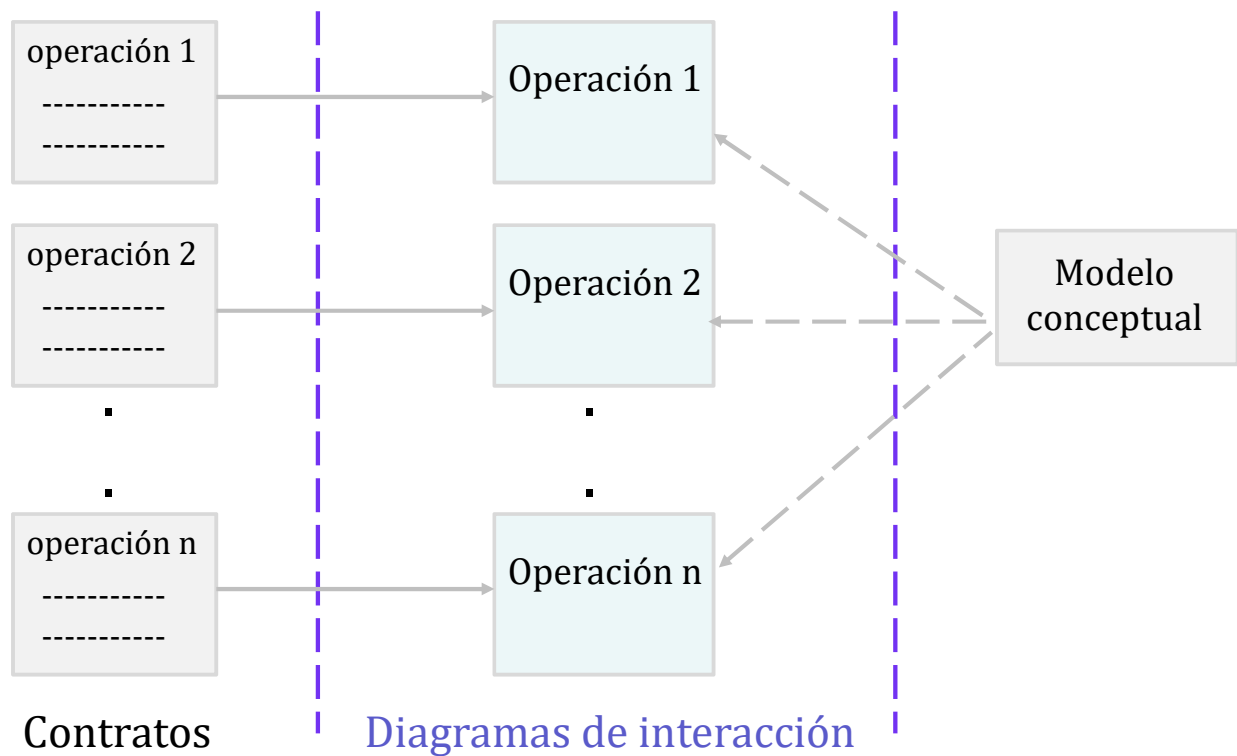 operación 1
-----------
-----------
Operación 1
operación 2
-----------
-----------
Operación 2
Modelo
conceptual
.
.
.
.
operación n
-----------
-----------
Operación n
Contratos
Diagramas de interacción